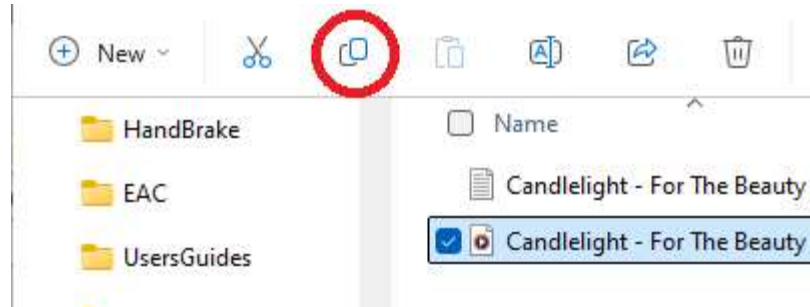 New
HandBrake
EAC
UsersGuides
Name
Candlelight - For The Beauty
Candlelight - For The Beauty